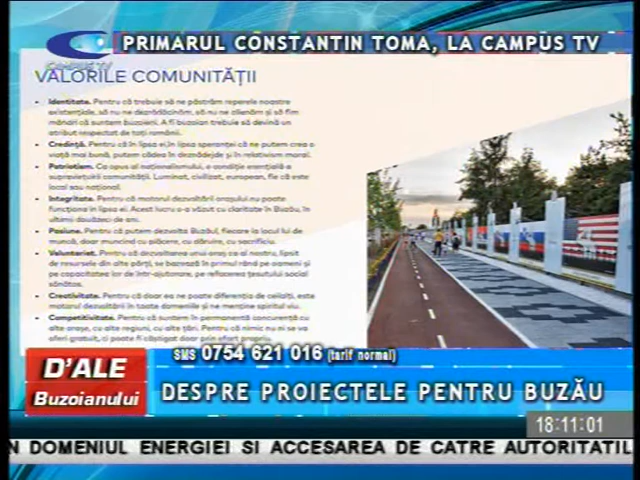 PRIMARUL CONSTANTIN TOMA, LA CAMPUS TV
CAMPUS TV
VALORILE COMUNITĂȚII
• Identitate. Pentru că trebuie să ne păstrăm reperele noastre
existențiale, să nu ne dezrădăcinăm, să nu ne alienăm și să fim
mândri că suntem buzoieni. A fi buzoian trebuie să devină un
atribut respectat de toți românii.
• Credință. Pentru că în lipsa ei, în lipsa speranței că ne putem crea o
viață mai bună, putem cădea în deznădejde și în relativism moral.
• Patriotism. Ca opus al naționalismului, e condiție esențială a
supraviețuirii comunității. Luminat, civilizat, european, fie că este
local sau național.
• Integritate. Pentru că motorul dezvoltării orașului nu poate
funcționa în lipsa ei. Acest lucru s-a văzut cu claritate în Buzău, în
ultimii douăzeci de ani.
• Pasiune. Pentru că putem dezvolta Buzăul, fiecare la locul lui de
muncă, doar muncind cu plăcere, cu dăruire, cu sacrificiu.
• Voluntariat. Pentru că dezvoltarea unui oraș ca al nostru, lipsit
de resursele din alte părți, se bazează în primul rând pe oameni și
pe capacitatea lor de într-ajutorare, pe refacerea țesutului social
sănătos.
• Creativitate. Pentru că doar ea ne poate diferenția de ceilalți, este
motorul dezvoltării în toate domeniile și ne menține spiritul viu.
• Competitivitate. Pentru că suntem în permanență concurență cu
alte orașe, cu alte regiuni, cu alte țări. Pentru că nimic nu ni se va
oferi gratuit, ci poate fi câștigat doar prin efort propriu.
SMS 0754 621 016 (tarif normal)
D'ALE
Buzoianului
DESPRE PROIECTELE PENTRU BUZĂU
18:11:01
N DOMENIUL ENERGIEI SI ACCESAREA DE CATRE AUTORITATIL